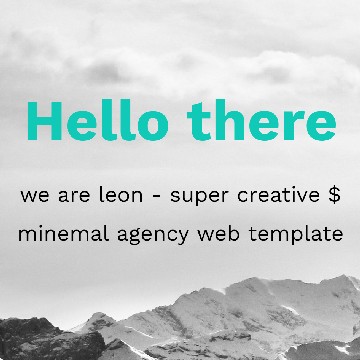 Hello there
we are leon - super creative $
minemal agency web template